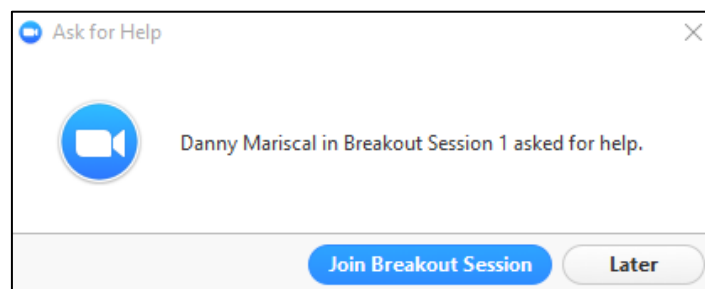 Ask for Help
Danny Mariscal in Breakout Session 1 asked for help.
Join Breakout Session
Later